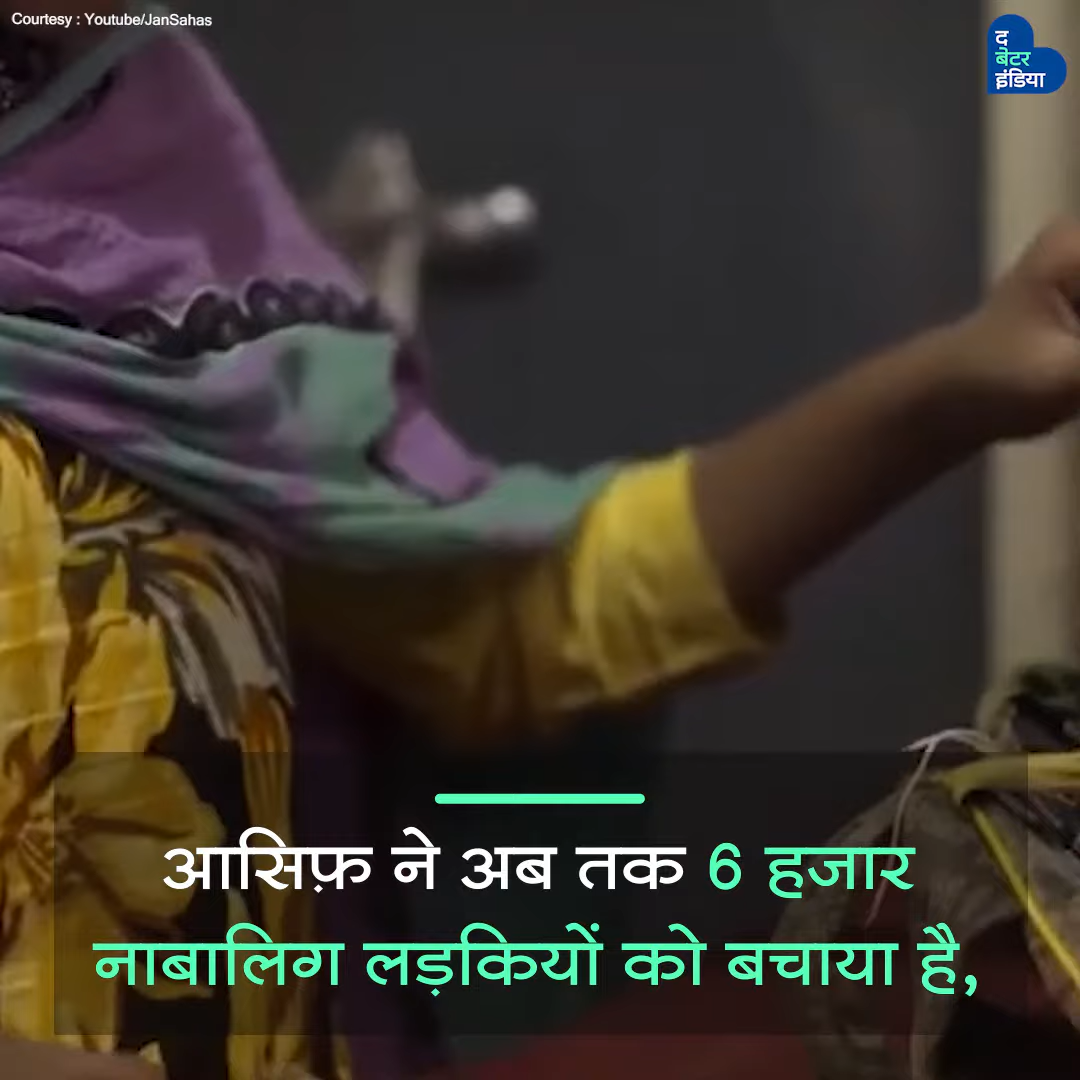 Courtesy : Youtube/JanSahas
द
बेटर
इंडिया
आसिफ़ ने अब तक 6 हजार
नाबालिग लड़कियों को बचाया है,